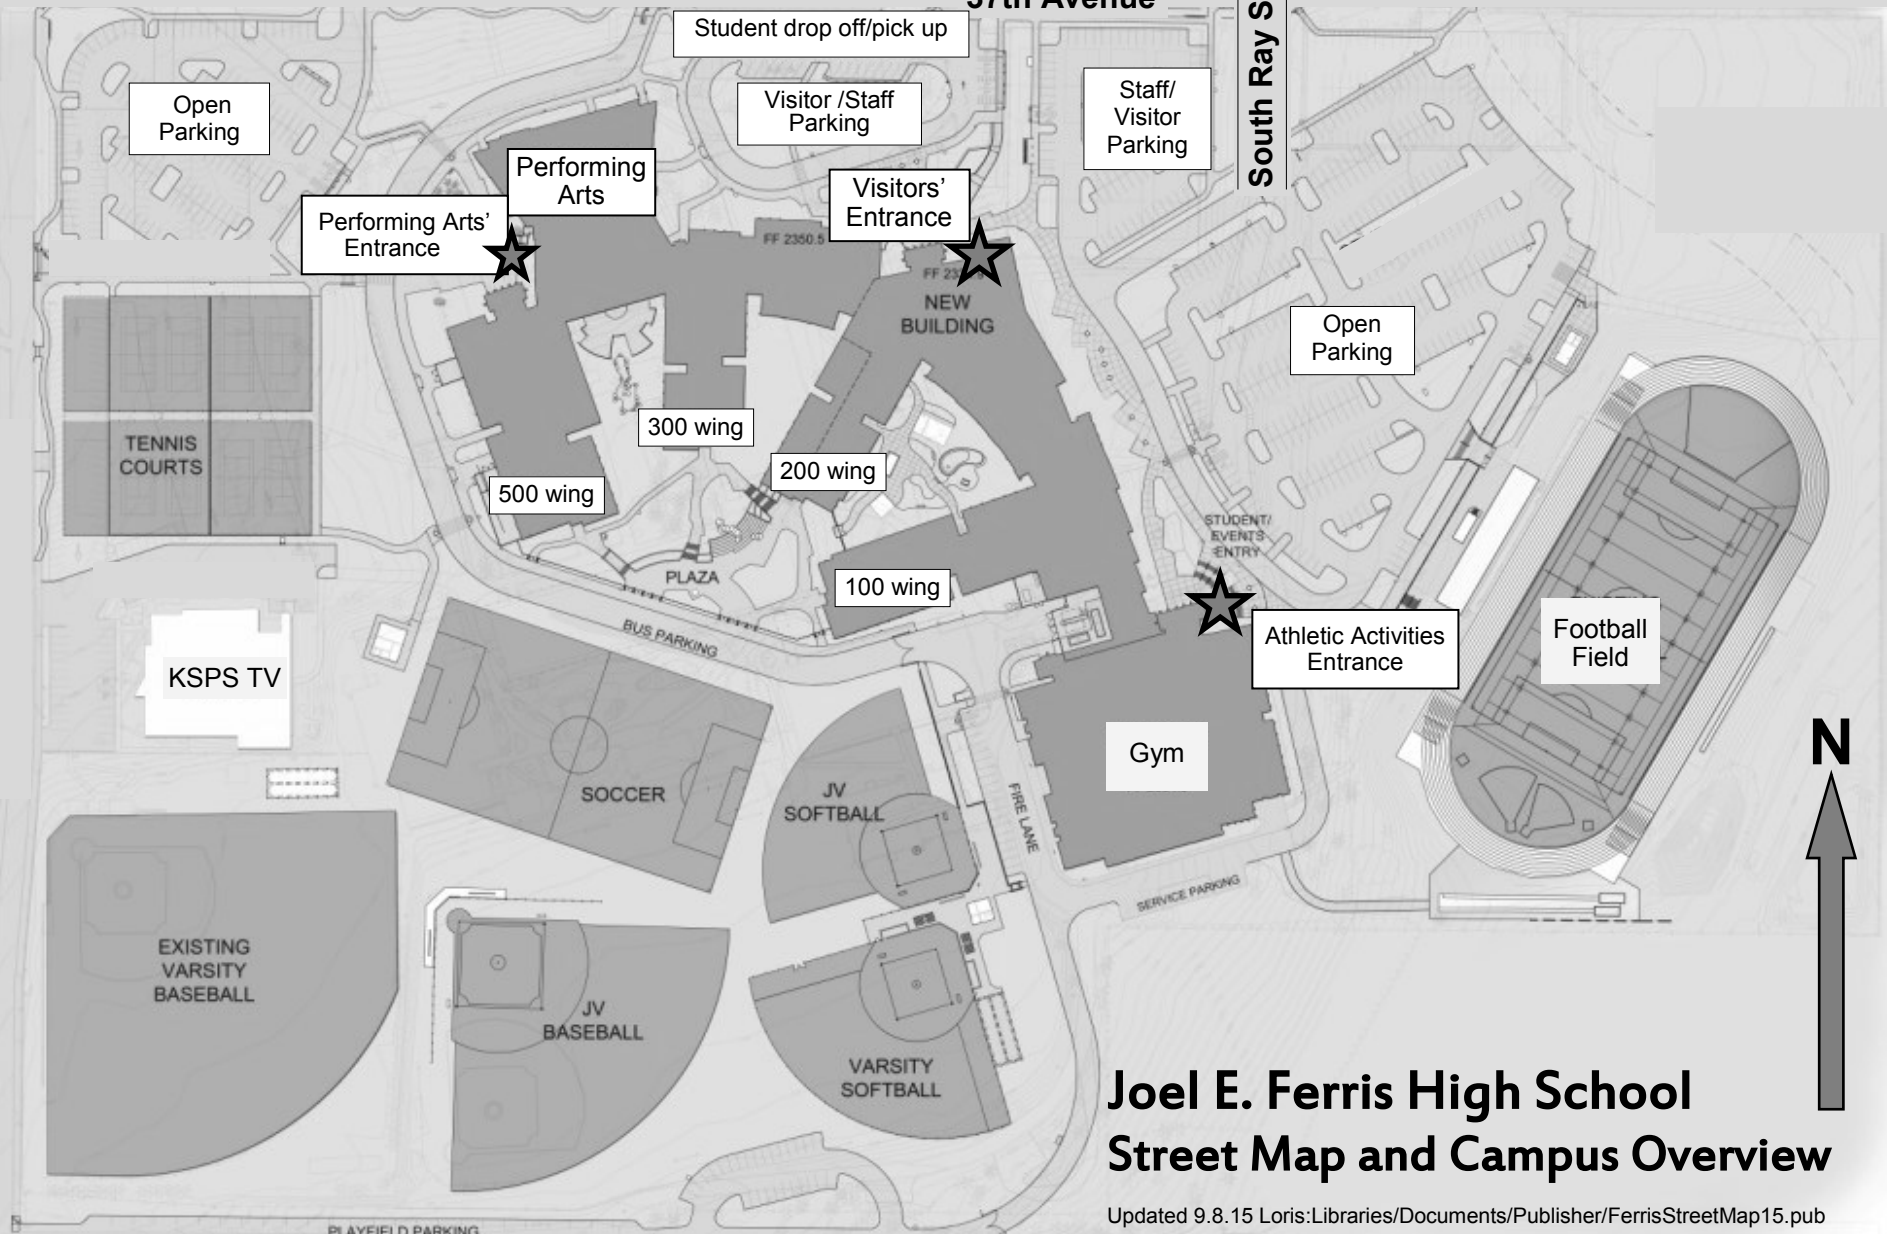 37th Avenue
Student drop off/pick up
South Ray S
Open
Parking
Visitor /Staff
Parking
Staff/
Visitor
Parking
Performing
Arts
Visitors'
Entrance
Performing Arts'
Entrance
FF 2350.5
NEW
BUILDING
Open
Parking
TENNIS
COURTS
300 wing
200 wing
500 wing
STUDENT/
EVENTS
ENTRY
PLAZA
100 wing
BUS PARKING
Athletic Activities
Entrance
Football
Field
KSPS TV
Gym
N
SOCCER
JV
SOFTBALL
FIRE LANE
SERVICE PARKING
EXISTING
VARSITY
BASEBALL
JV
BASEBALL
VARSITY
SOFTBALL
Joel E. Ferris High School
Street Map and Campus Overview
Updated 9.8.15 Loris:Libraries/Documents/Publisher/FerrisStreetMap15.pub
PLAYFIELD PARKING